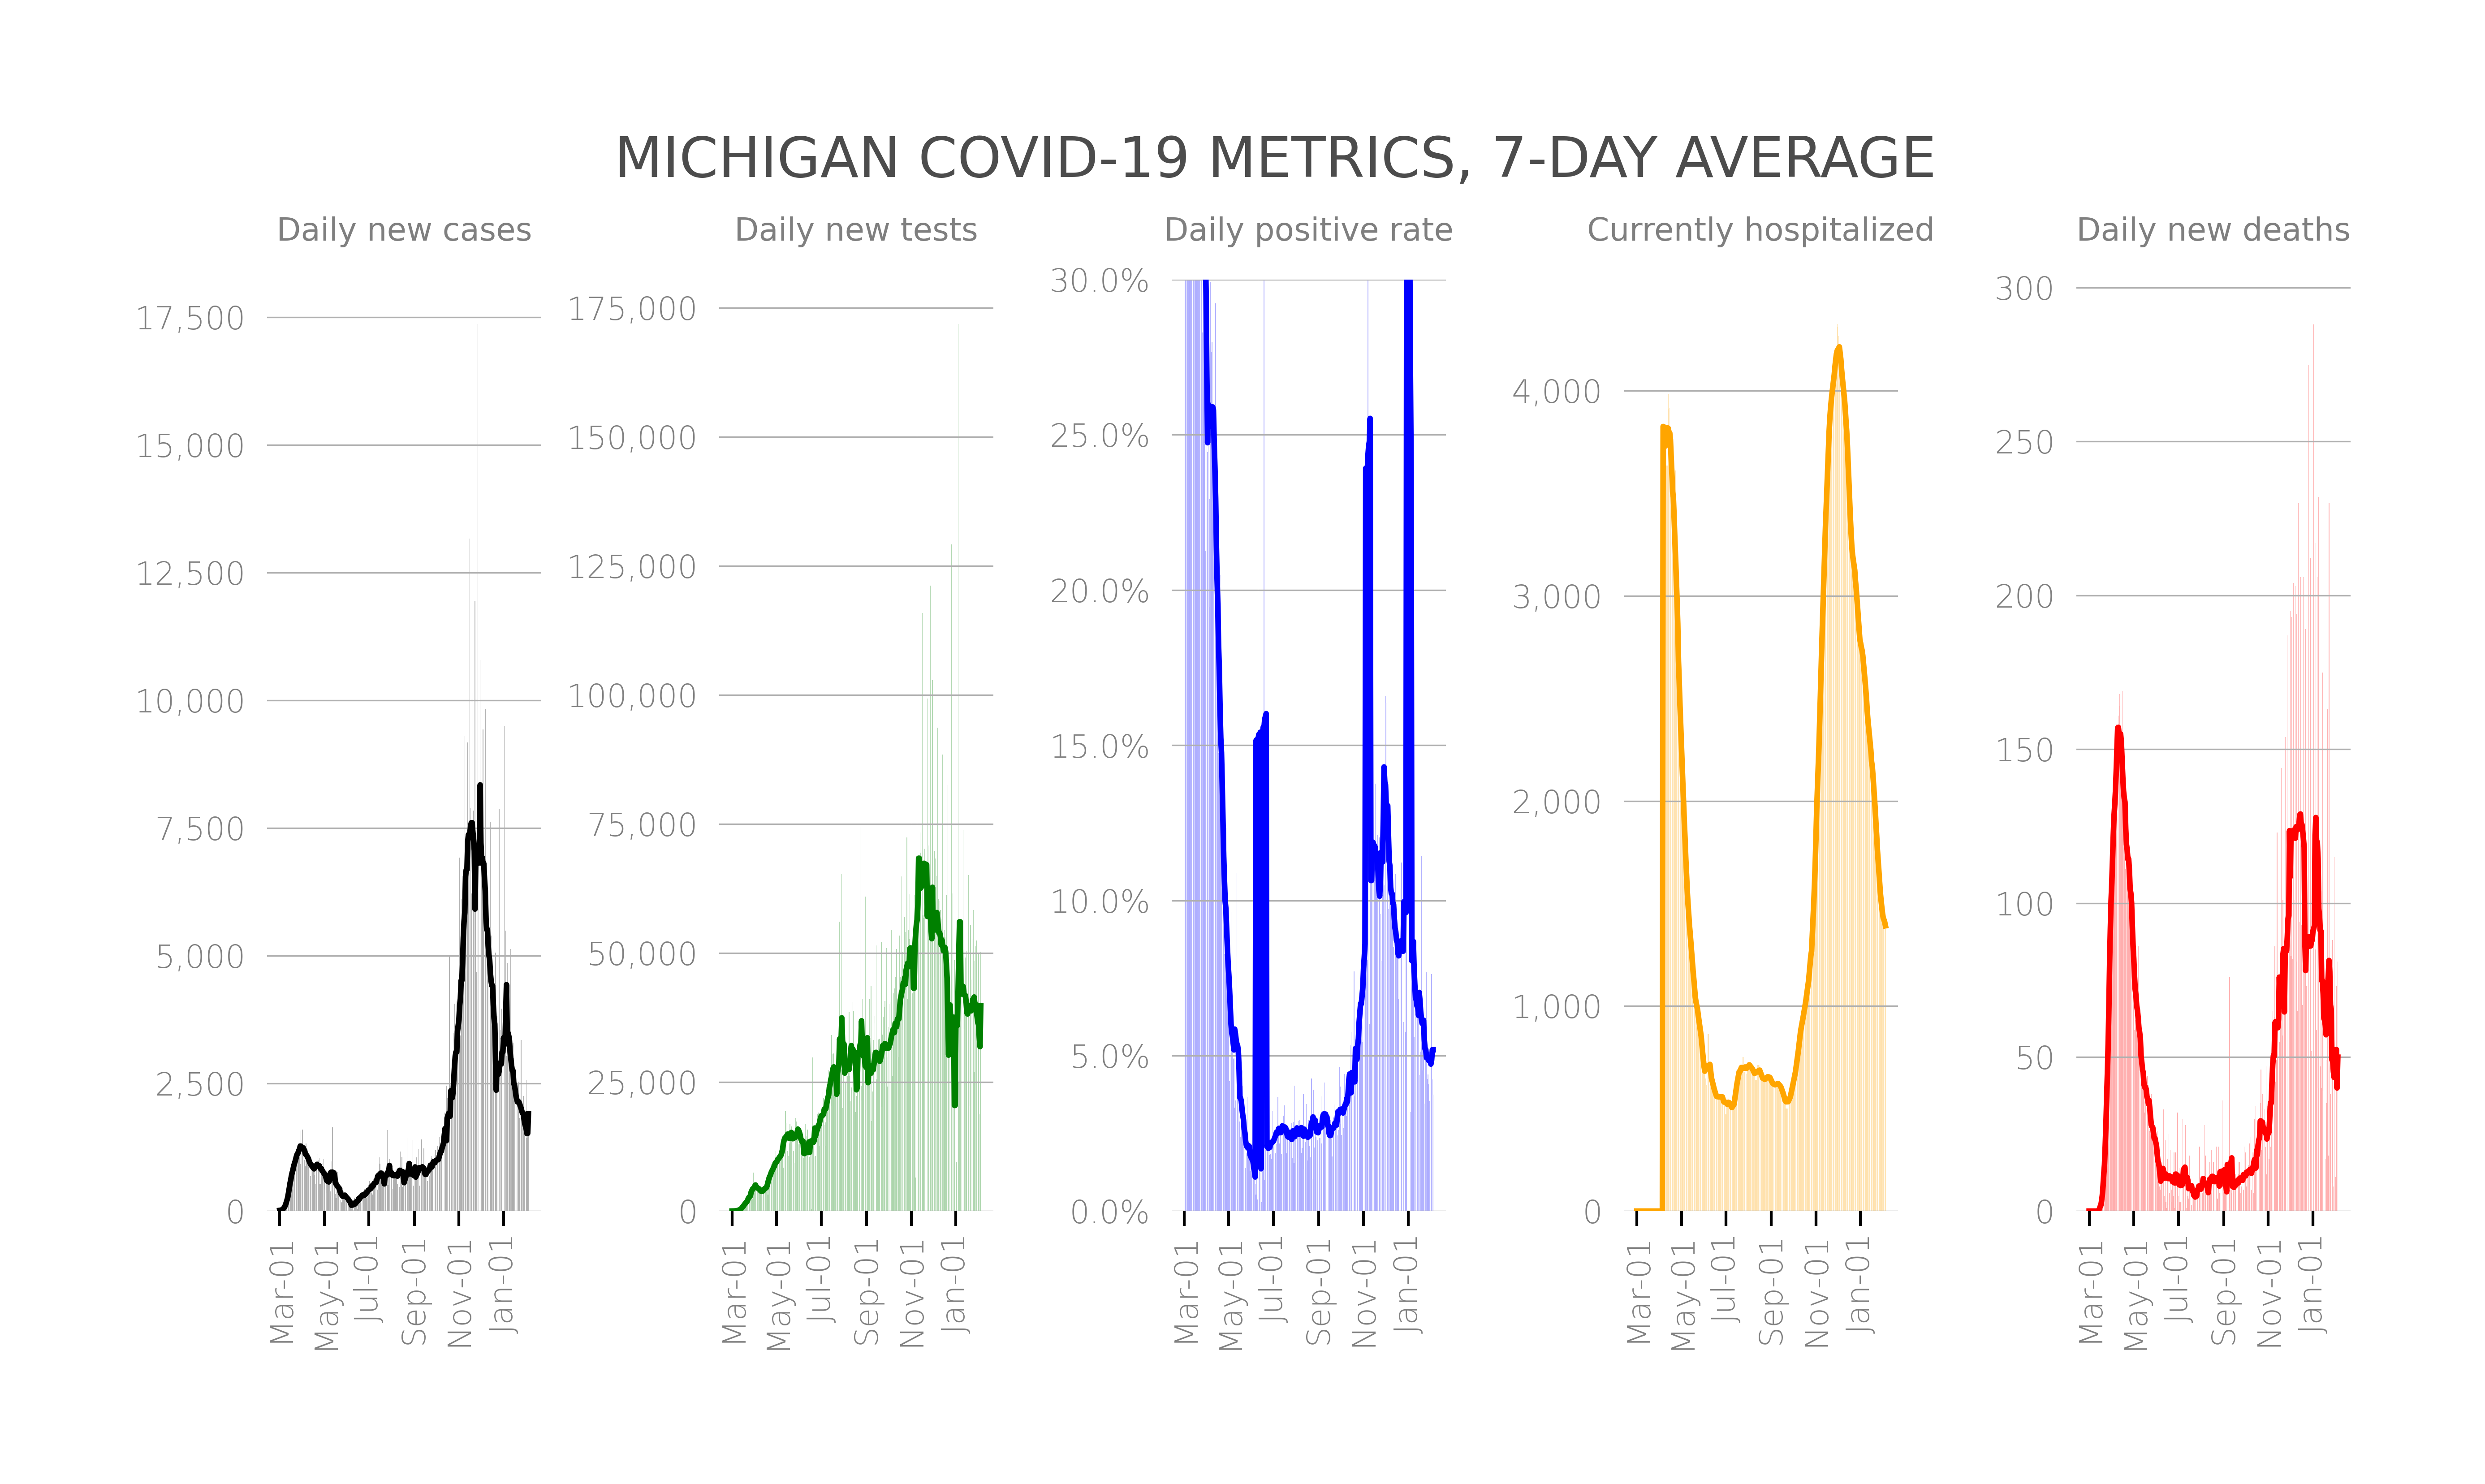 MICHIGAN COVID-19 METRICS, 7-DAY AVERAGE
Daily new cases
17,500
15,000
12,500
10,000
7,500
5,000
2,500
0
Mar-01
May-01
Jul-01
Sep-01
Nov-01
Jan-01
Daily new tests
175,000
150,000
125,000
100,000
75,000
50,000
25,000
0
Mar-01
May-01
Jul-01
Sep-01
Nov-01
Jan-01
Daily positive rate
30.0%
25.0%
20.0%
15.0%
10.0%
5.0%
0.0%
Mar-01
May-01
Jul-01
Sep-01
Nov-01
Jan-01
Currently hospitalized
4,000
3,000
2,000
1,000
0
Mar-01
May-01
Jul-01
Sep-01
Nov-01
Jan-01
Daily new deaths
300
250
200
150
100
50
0
Mar-01
May-01
Jul-01
Sep-01
Nov-01
Jan-01